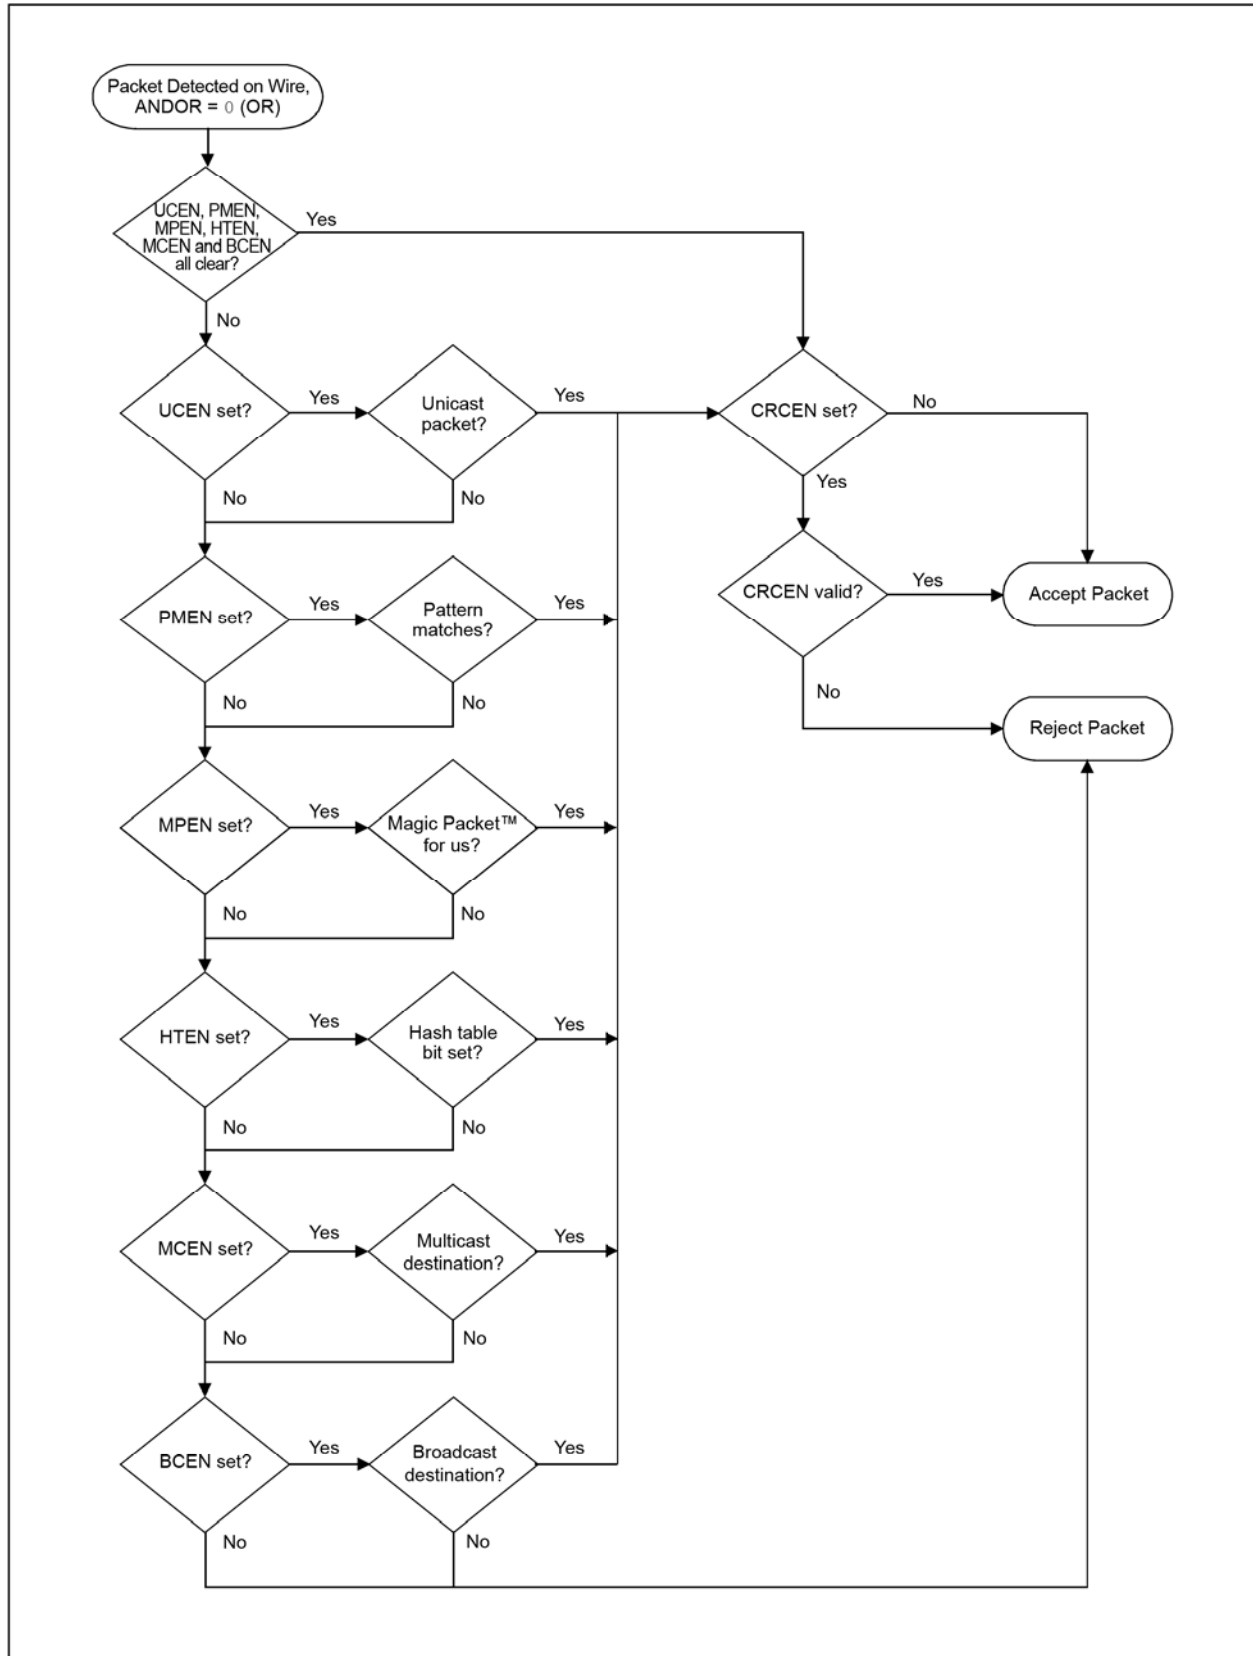 Packet Detected on Wire,
ANDOR = 0 (OR)
UCEN, PMEN,
MPEN, HTEN,
MCEN and BCEN
all clear?
Yes
No
UCEN set?
Yes
Unicast
packet?
Yes
CRCEN set?
No
No
No
Yes
PMEN set?
Yes
Pattern
matches?
Yes
CRCEN valid?
Yes
Accept Packet
No
No
No
Reject Packet
MPEN set?
Yes
Magic Packet™
for us?
Yes
No
No
HTEN set?
Yes
Hash table
bit set?
Yes
No
No
MCEN set?
Yes
Multicast
destination?
Yes
No
No
BCEN set?
Yes
Broadcast
destination?
Yes
No
No